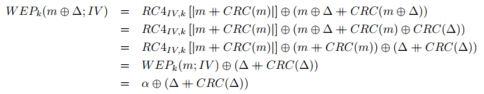 WEP_k(m ⊕ Δ; IV) = RC4_{IV,k} [|m + CRC(m)|] ⊕ (m ⊕ Δ + CRC(m ⊕ Δ))
= RC4_{IV,k} [|m + CRC(m)|] ⊕ (m ⊕ Δ + CRC(m) ⊕ CRC(Δ))
= RC4_{IV,k} [|m + CRC(m)|] ⊕ (m + CRC(m)) ⊕ (Δ + CRC(Δ))
= WEP_k(m; IV) ⊕ (Δ + CRC(Δ))
= α ⊕ (Δ + CRC(Δ))